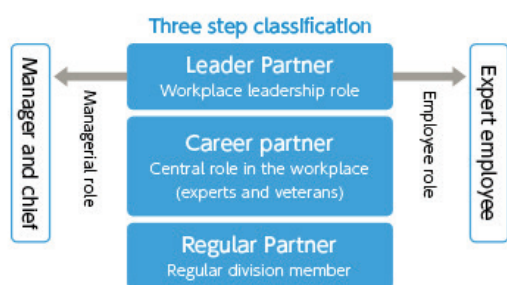 Three step classification
Manager and chief
Managerial role
Leader Partner
Workplace leadership role
Career partner
Central role in the workplace
(experts and veterans)
Regular Partner
Regular division member
Employee role
Expert employee